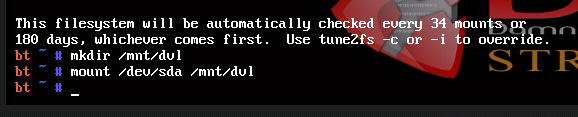 This filesystem will be automatically checked every 34 mounts or
180 days, whichever comes first.  Use tune2fs -c or -i to override.
bt ~ # mkdir /mnt/dvl
bt ~ # mount /dev/sda /mnt/dvl
bt ~ # _
D
STR